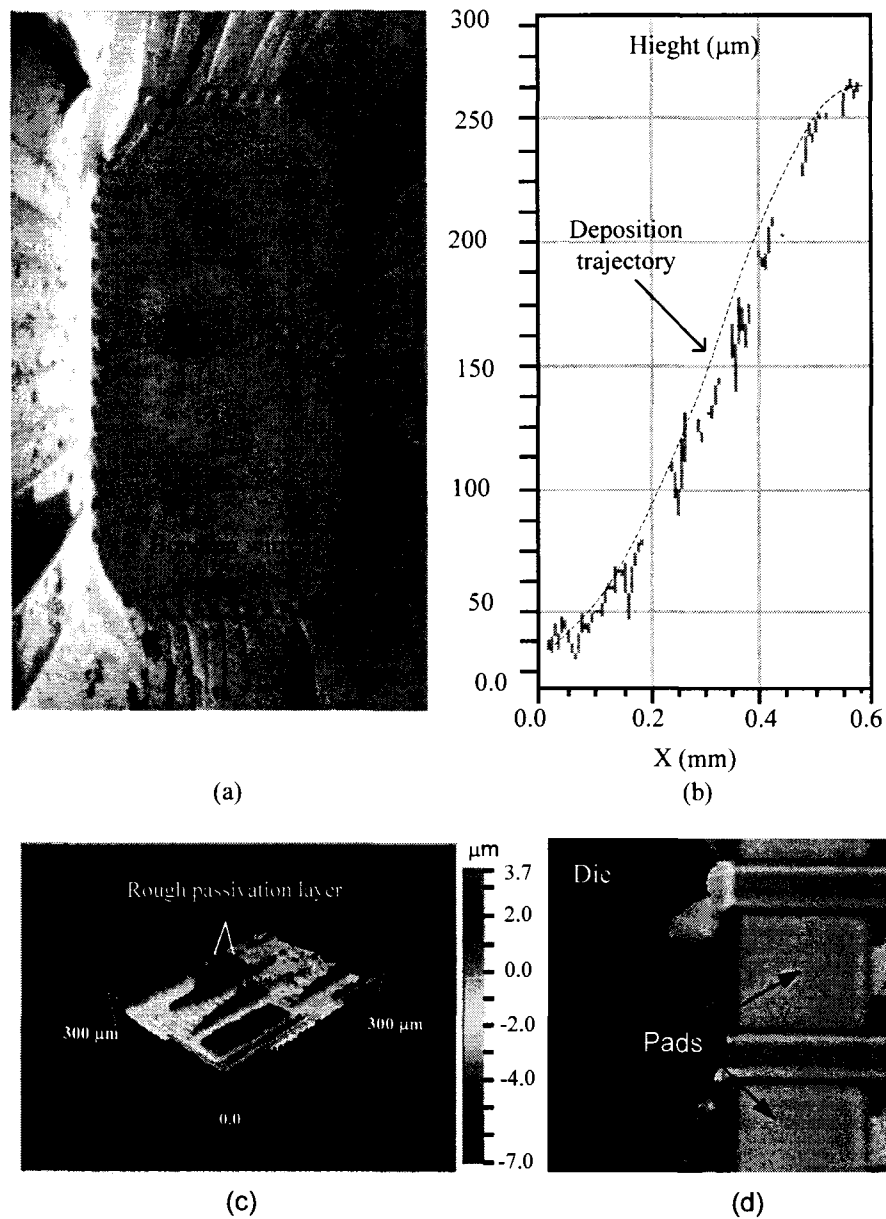 300
250
200
150
100
50
0.0
Hieght (μm)
Deposition
trajectory
0.0 0.2 0.4 0.6
X (mm)
(a)
(b)
μm
3.7
2.0
0.0
-2.0
-4.0
-7.0
Rough passivation layer
300 μm
300 μm
0.0
Die
Pads
(c)
(d)